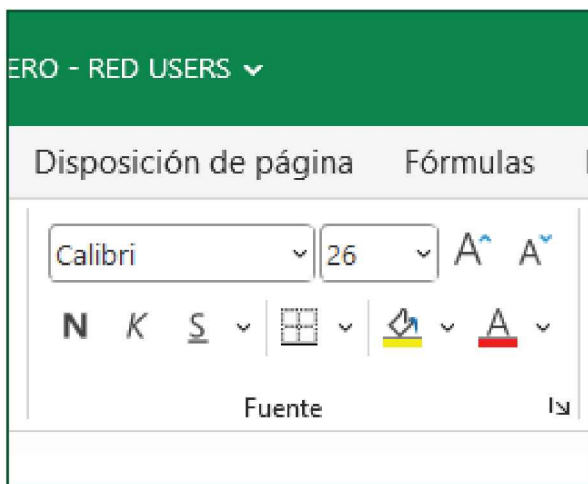 ERO - RED USERS
Disposición de página Fórmulas
Calibri 26 A A
N K S A
Fuente